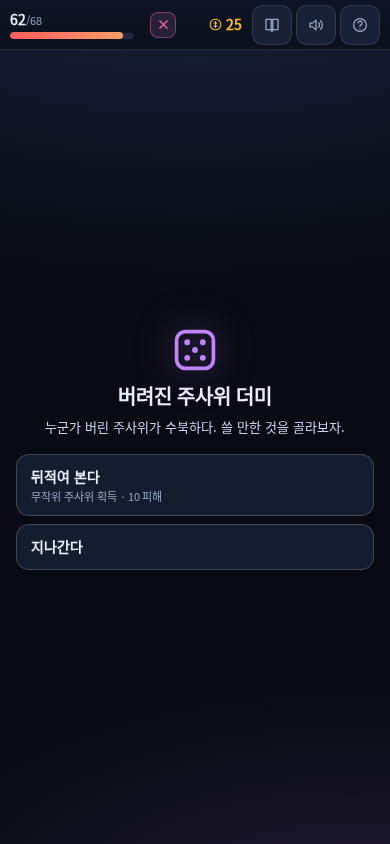 62/68
25
버려진 주사위 더미
누군가 버린 주사위가 수북하다. 쓸 만한 것을 골라보자.
뒤적여 본다
무작위 주사위 획득 · 10 피해
지나간다